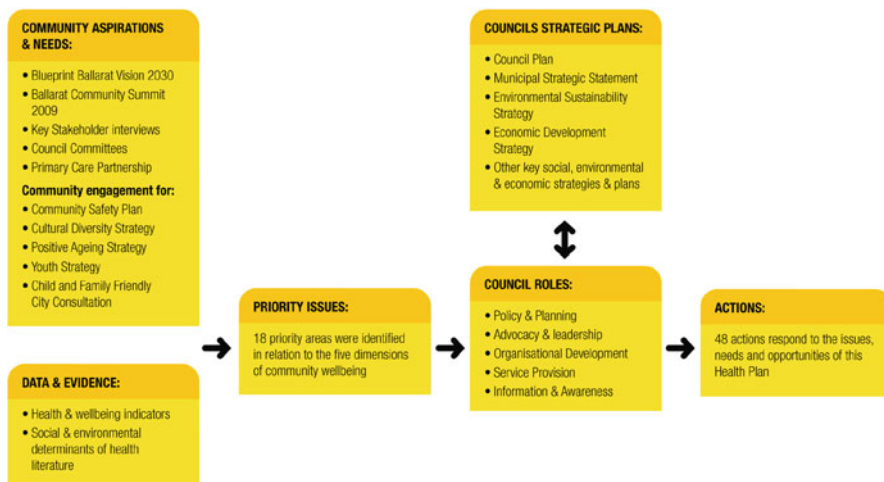 COMMUNITY ASPIRATIONS
& NEEDS:
• Blueprint Ballarat Vision 2030
• Ballarat Community Summit
2009
• Key Stakeholder interviews
• Council Committees
• Primary Care Partnership
Community engagement for:
• Community Safety Plan
• Cultural Diversity Strategy
• Positive Ageing Strategy
• Youth Strategy
• Child and Family Friendly
City Consultation
DATA & EVIDENCE:
• Health & wellbeing indicators
• Social & environmental
determinants of health
literature
PRIORITY ISSUES:
18 priority areas were identified
in relation to the five dimensions
of community wellbeing
COUNCILS STRATEGIC PLANS:
• Council Plan
• Municipal Strategic Statement
• Environmental Sustainability
Strategy
• Economic Development
Strategy
• Other key social, environmental
& economic strategies & plans
COUNCIL ROLES:
• Policy & Planning
• Advocacy & leadership
• Organisational Development
• Service Provision
• Information & Awareness
ACTIONS:
48 actions respond to the issues,
needs and opportunities of this
Health Plan